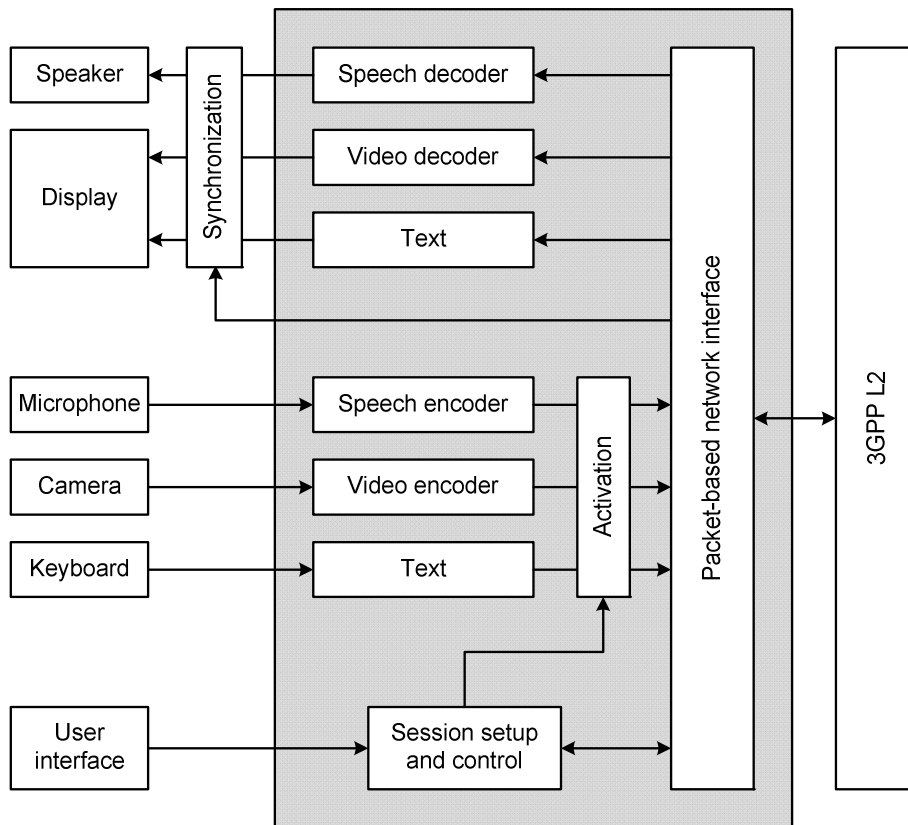 Speaker
Display
Synchronization
Speech decoder
Video decoder
Text
Microphone
Camera
Keyboard
Speech encoder
Video encoder
Text
Activation
Packet-based network interface
3GPP L2
User
interface
Session setup
and control